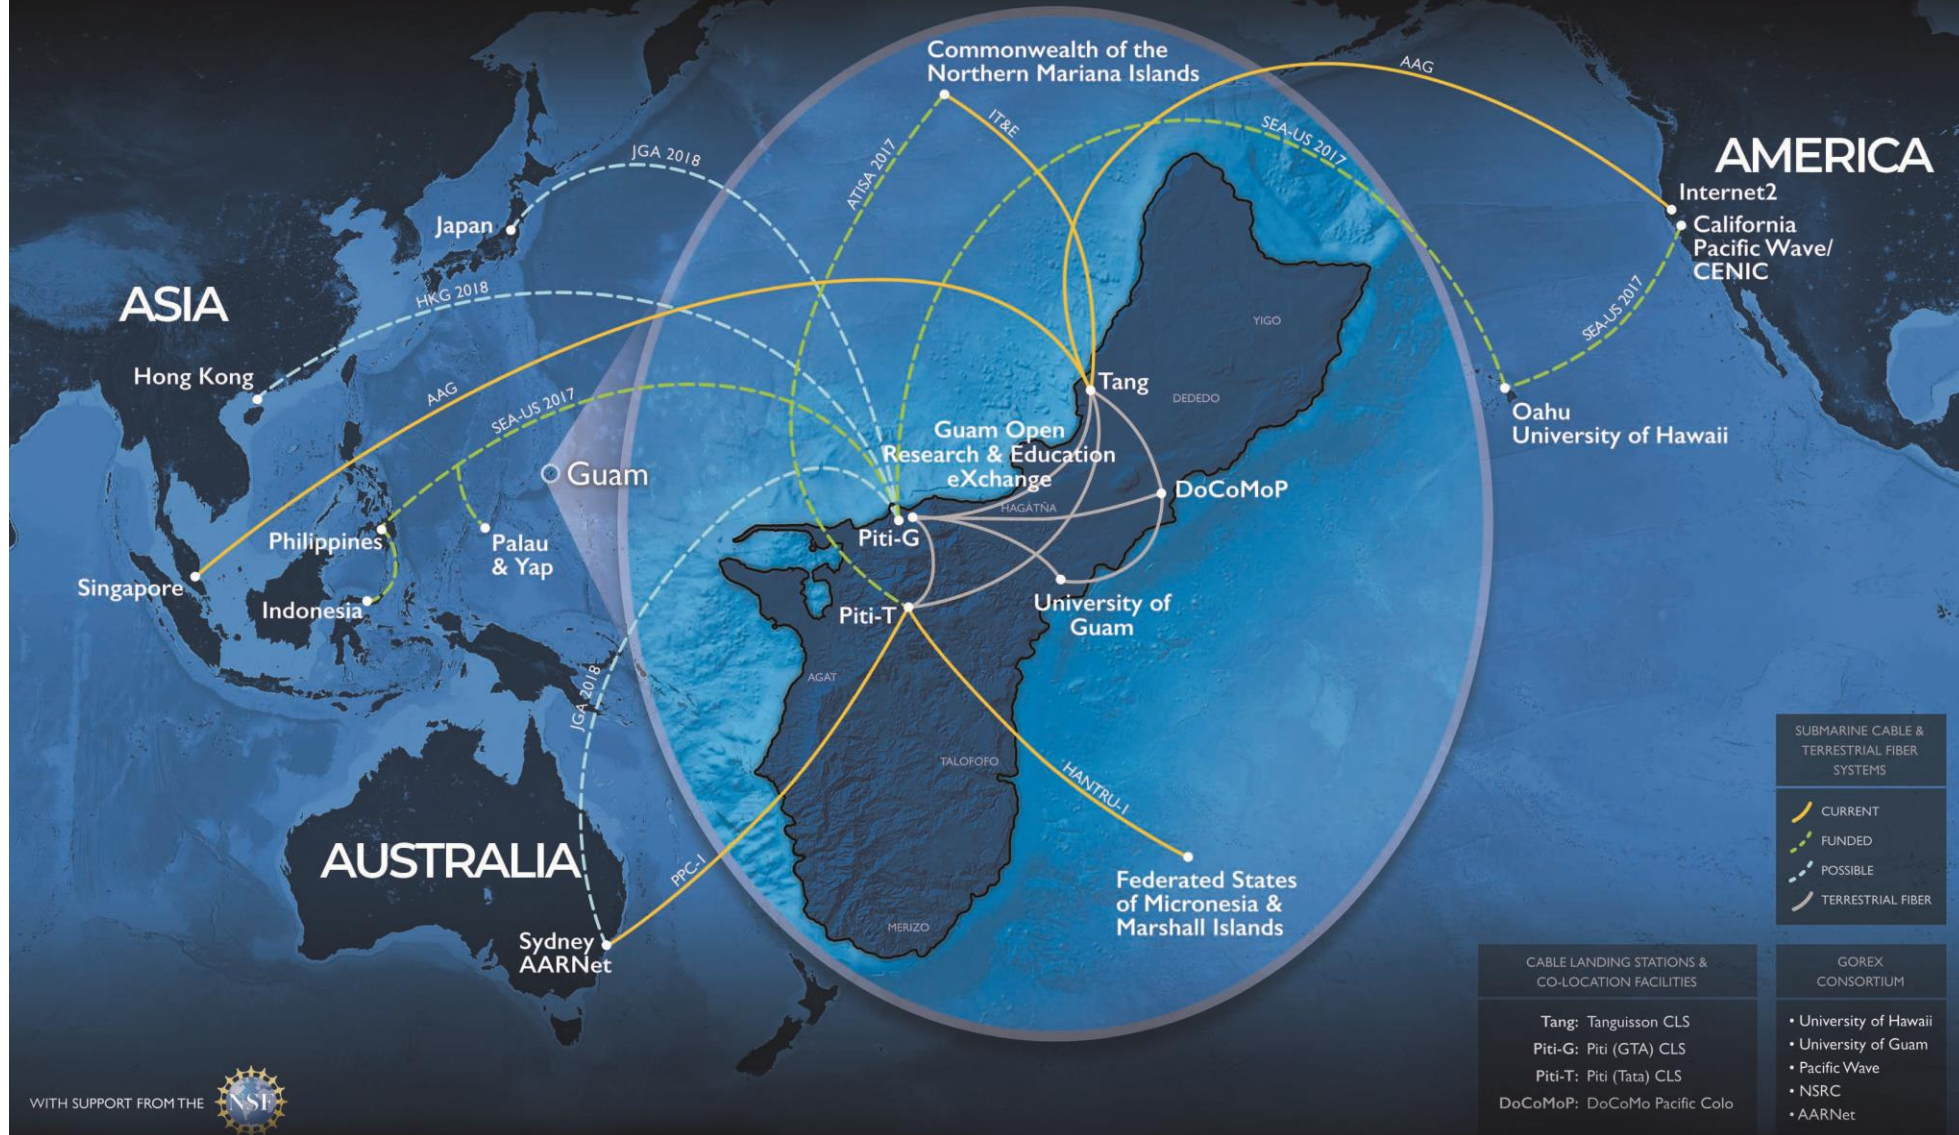 Commonwealth of the
Northern Mariana Islands
AAG
IT&E
SEA-US 2017
ATISA 2017
JGA 2018
AMERICA
Internet2
California
Pacific Wave/
CENIC
Japan
HKG 2018
ASIA
SEA-US 2017
YIGO
Hong Kong
AAG
SEA-US 2017
Tang
DEDEDO
Oahu
University of Hawaii
Guam Open
Research & Education
eXchange
Guam
DoCoMoP
HAGÅTÑA
Philippines
Palau
& Yap
Piti-G
Singapore
Indonesia
Piti-T
University of
Guam
AGAT
JGA 2018
TALOFOFO
HANTRU-1
AUSTRALIA
PPC-1
Federated States
of Micronesia &
Marshall Islands
MERIZO
Sydney
AARNet
SUBMARINE CABLE &
TERRESTRIAL FIBER
SYSTEMS
CURRENT
FUNDED
POSSIBLE
TERRESTRIAL FIBER
CABLE LANDING STATIONS &
CO-LOCATION FACILITIES
Tang: Tanguisson CLS
Piti-G: Piti (GTA) CLS
Piti-T: Piti (Tata) CLS
DoCoMoP: DoCoMo Pacific Colo
GOREX
CONSORTIUM
• University of Hawaii
• University of Guam
• Pacific Wave
• NSRC
• AARNet
WITH SUPPORT FROM THE
NSF